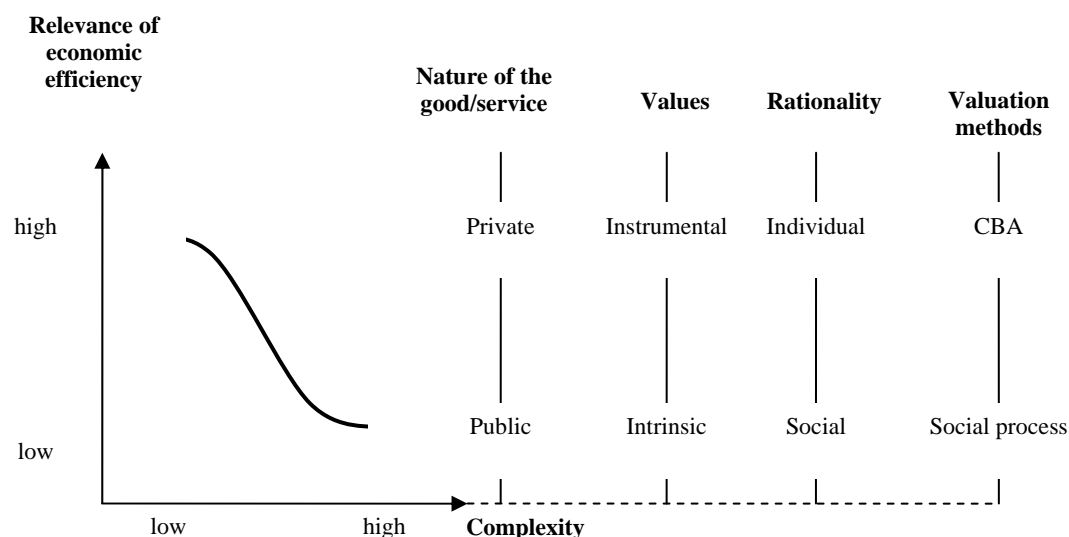 Relevance of
economic
efficiency
Nature of the
good/service
Values
Rationality
Valuation
methods
high
Private
Instrumental
Individual
CBA
Public
Intrinsic
Social
Social process
low
low
high
Complexity